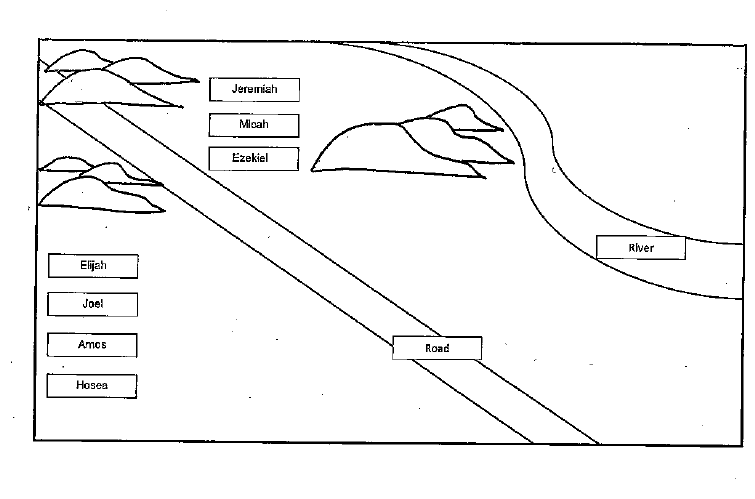 Jeremiah
Micah
Ezekiel
River
Elijah
Joel
Amos
Road
Hosea